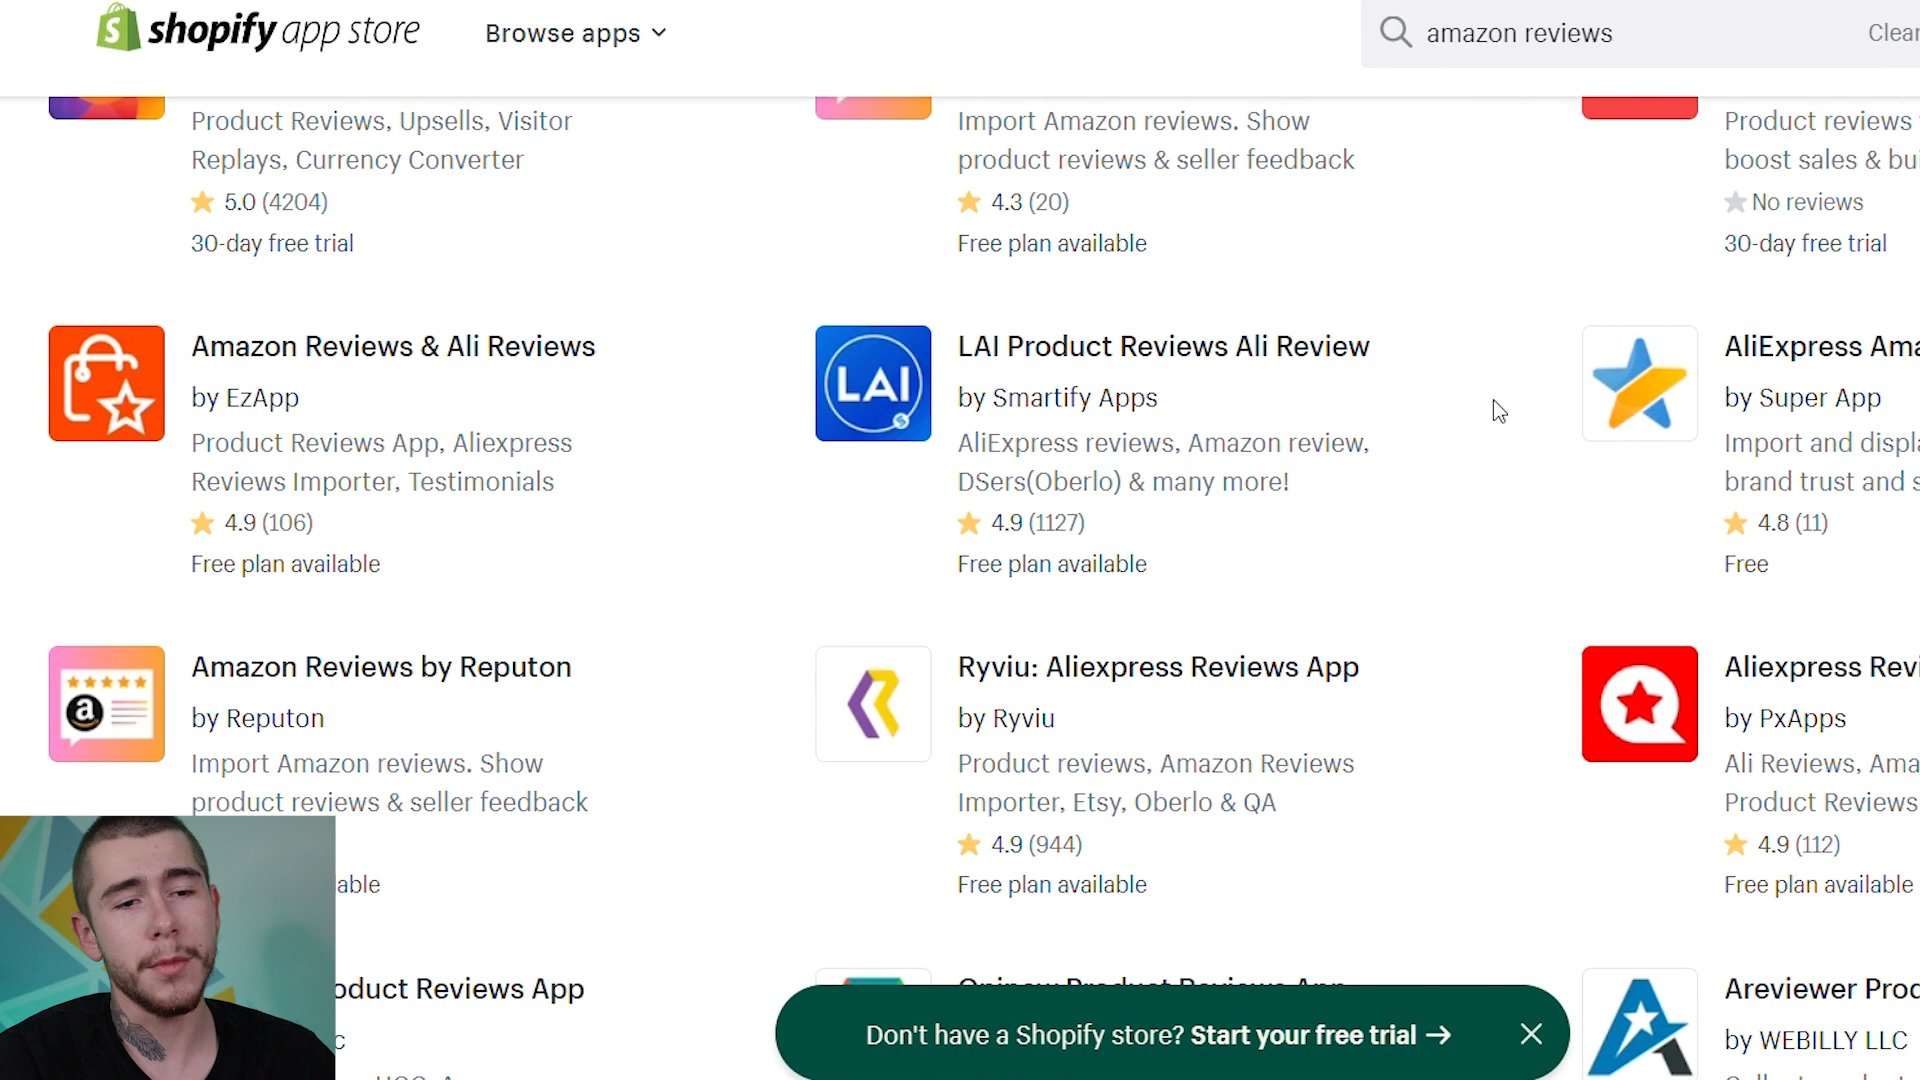 shopify app store
Browse apps
amazon reviews
Clear
Product Reviews, Upsells, Visitor
Replays, Currency Converter
5.0 (4204)
30-day free trial
Import Amazon reviews. Show
product reviews & seller feedback
4.3 (20)
Free plan available
Product reviews
boost sales & bui
No reviews
30-day free trial
Amazon Reviews & Ali Reviews
by EzApp
Product Reviews App, Aliexpress
Reviews Importer, Testimonials
4.9 (106)
Free plan available
LAI
LAI Product Reviews Ali Review
by Smartify Apps
AliExpress reviews, Amazon review,
DSers(Oberlo) & many more!
4.9 (1127)
Free plan available
AliExpress Ama
by Super App
Import and displa
brand trust and s
4.8 (11)
Free
a
Amazon Reviews by Reputon
by Reputon
Import Amazon reviews. Show
product reviews & seller feedback
able
Ryviu: Aliexpress Reviews App
by Ryviu
Product reviews, Amazon Reviews
Importer, Etsy, Oberlo & QA
4.9 (944)
Free plan available
Aliexpress Revi
by PxApps
Ali Reviews, Ama
Product Reviews
4.9 (112)
Free plan available
oduct Reviews App
c
Product Reviews App
Don't have a Shopify store? Start your free trial →
Areviewer Prod
by WEBILLY LLC